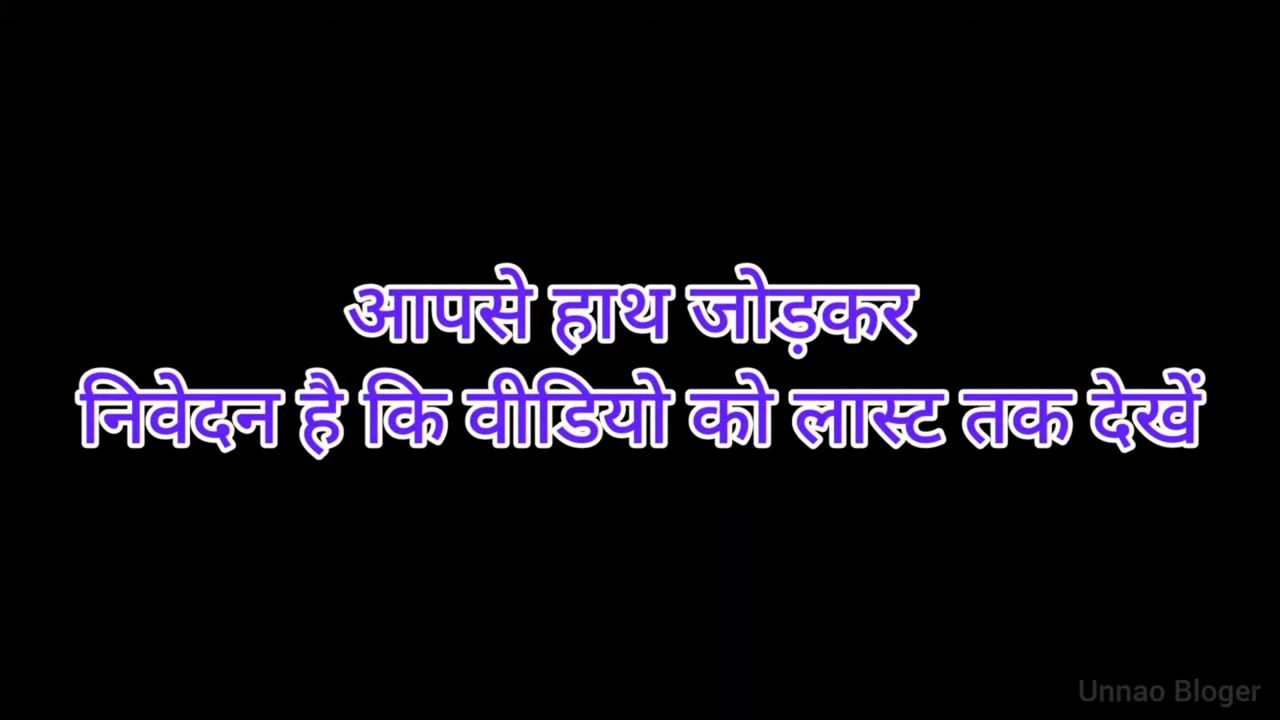 आपसे हाथ जोड़कर
निवेदन है कि वीडियो को लास्ट तक देखें
Unnao Bloger